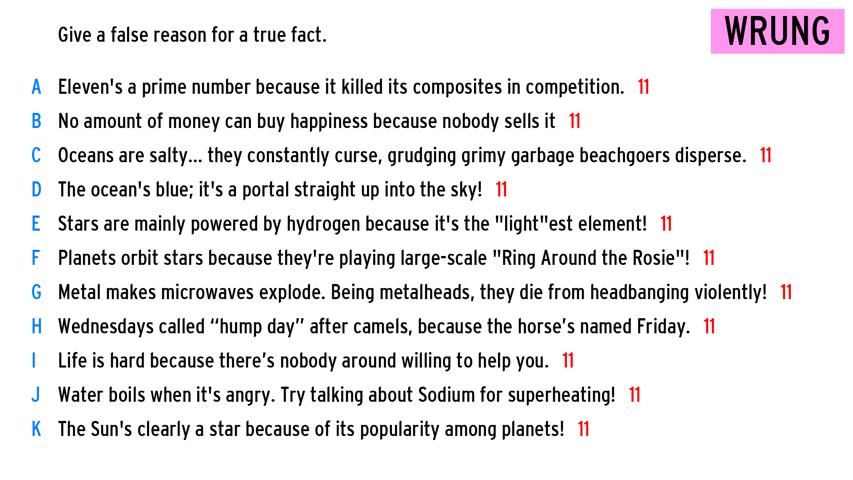 Give a false reason for a true fact.
WRUNG
A Eleven's a prime number because it killed its composites in competition. 11
B No amount of money can buy happiness because nobody sells it 11
C Oceans are salty... they constantly curse, grudging grimy garbage beachgoers disperse. 11
D The ocean's blue; it's a portal straight up into the sky! 11
E Stars are mainly powered by hydrogen because it's the "light"est element! 11
F Planets orbit stars because they're playing large-scale "Ring Around the Rosie"! 11
G Metal makes microwaves explode. Being metalheads, they die from headbanging violently! 11
H Wednesdays called “hump day” after camels, because the horse’s named Friday. 11
I Life is hard because there’s nobody around willing to help you. 11
J Water boils when it's angry. Try talking about Sodium for superheating! 11
K The Sun's clearly a star because of its popularity among planets! 11